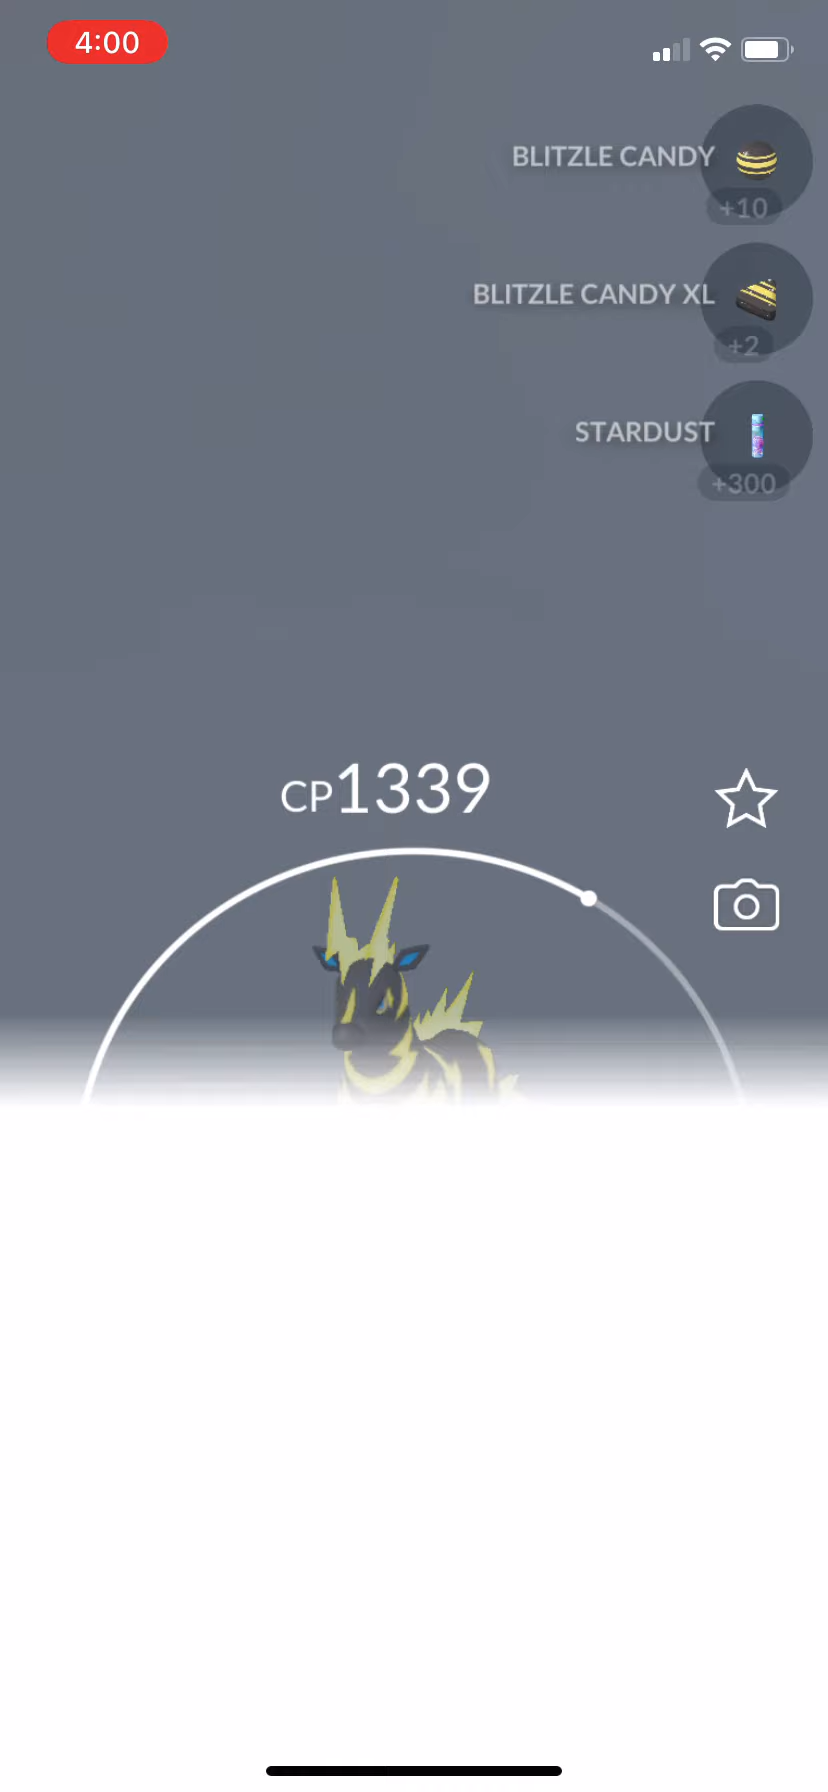 4:00
BLITZLE CANDY
+10
BLITZLE CANDY XL
+2
STARDUST
+300
CP1339